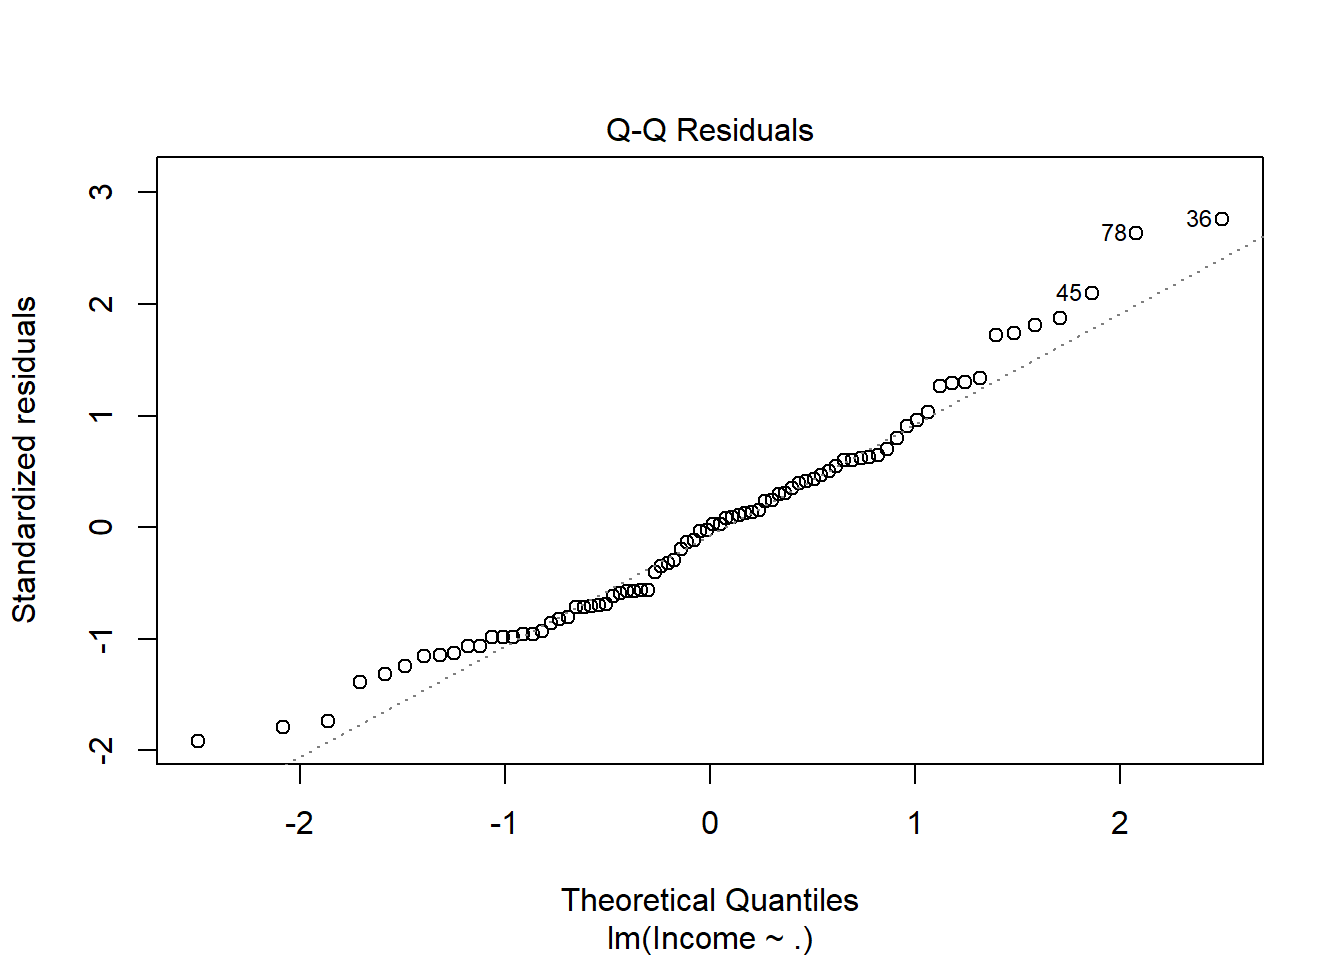 Q-Q Residuals
3
2
1
0
-1
-2
Standardized residuals
36
78
45
-2 -1 0 1 2
Theoretical Quantiles
lm(Income ~ .)